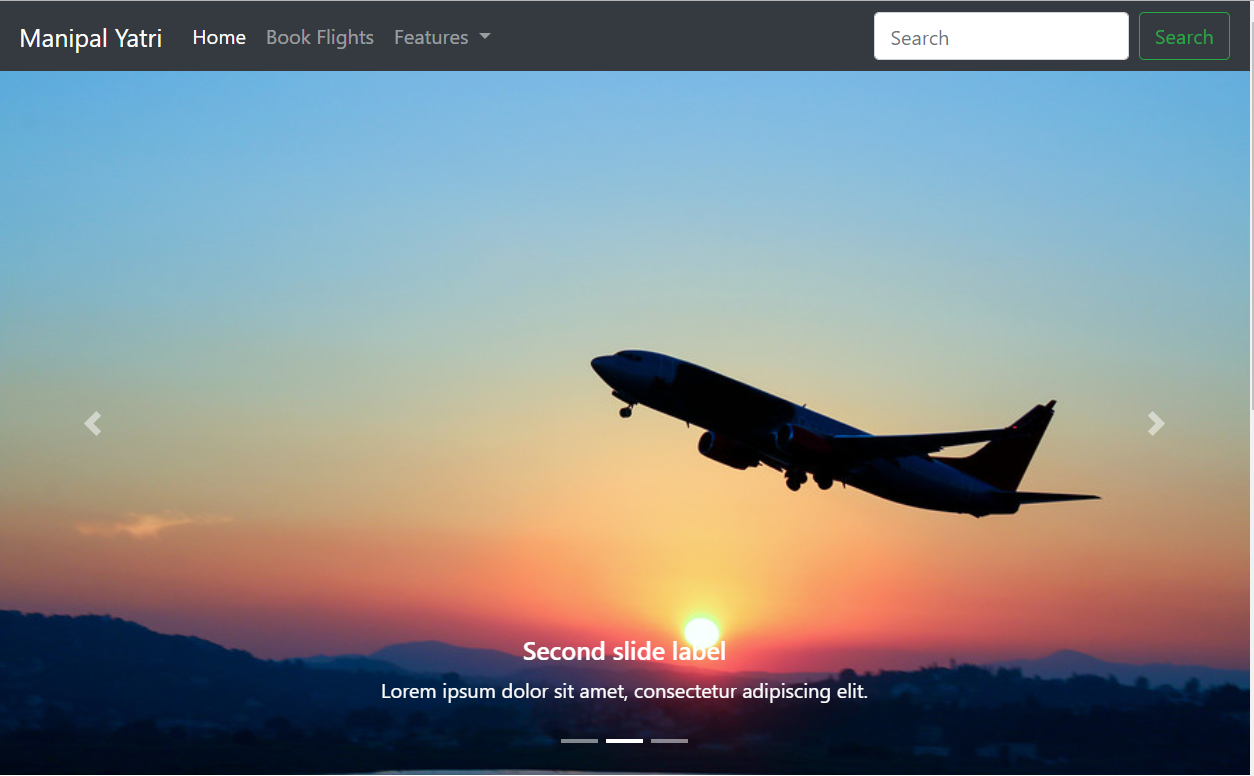 Manipal Yatri Home Book Flights Features Search Search
Second slide label
Lorem ipsum dolor sit amet, consectetur adipiscing elit.